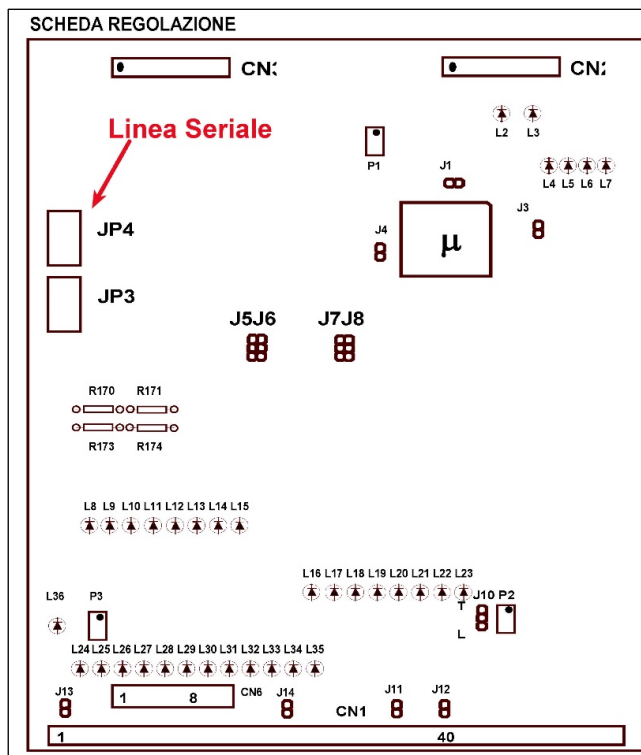 SCHEDA REGOLAZIONE
CN3
CN2
Linea Seriale
L2 L3
P1
J1
L4 L5 L6 L7
J3
JP4
J4
μ
JP3
J5J6 J7J8
R170 R171
R173 R174
L8 L9 L10 L11 L12 L13 L14 L15
L16 L17 L18 L19 L20 L21 L22 L23
L36 P3
T J10 P2
L
L24 L25 L26 L27 L28 L29 L30 L31 L32 L33 L34 L35
J13 1 8 CN6 J14 CN1 J11 J12
1 40